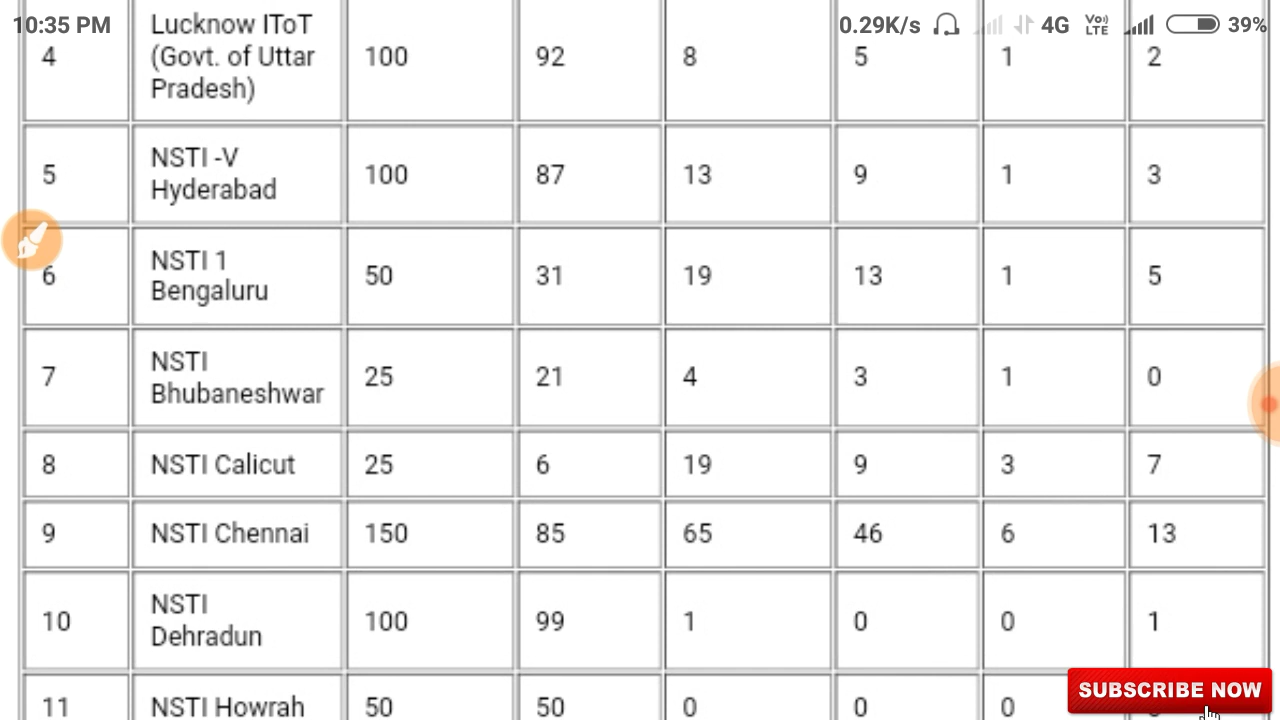 10:35 PM
0.29K/s
4G
Vo))
LTE
39%
4
Lucknow IToT
(Govt. of Uttar
Pradesh)
100
92
8
5
1
2
5
NSTI -V
Hyderabad
100
87
13
9
1
3
6
NSTI 1
Bengaluru
50
31
19
13
1
5
7
NSTI
Bhubaneshwar
25
21
4
3
1
0
8
NSTI Calicut
25
6
19
9
3
7
9
NSTI Chennai
150
85
65
46
6
13
10
NSTI
Dehradun
100
99
1
0
0
1
11
NSTI Howrah
50
50
0
0
0
SUBSCRIBE NOW